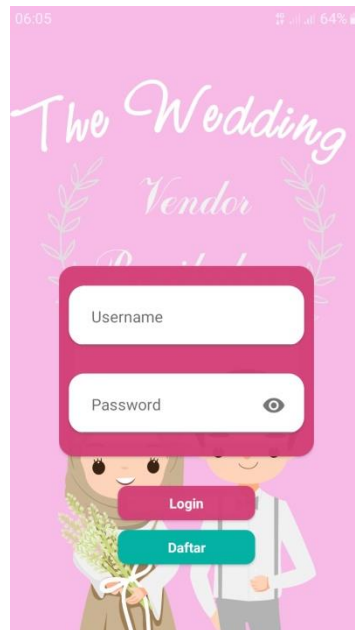 06:05
64%
The Wedding
Vendor
Username
Password
Login
Daftar